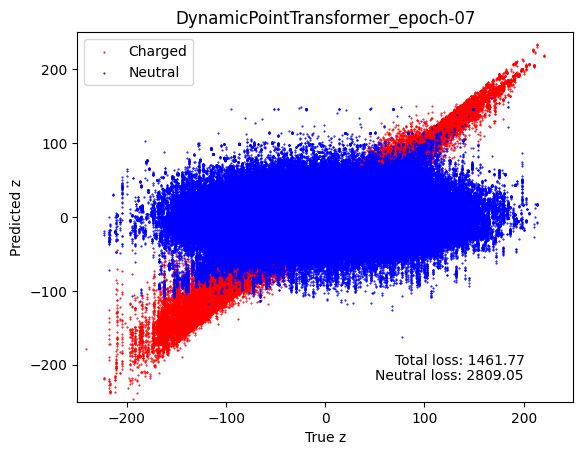 DynamicPointTransformer_epoch-07
Charged
Neutral
200
100
0
−100
−200
Predicted z
Total loss: 1461.77
Neutral loss: 2809.05
−200
−100
0
100
200
True z